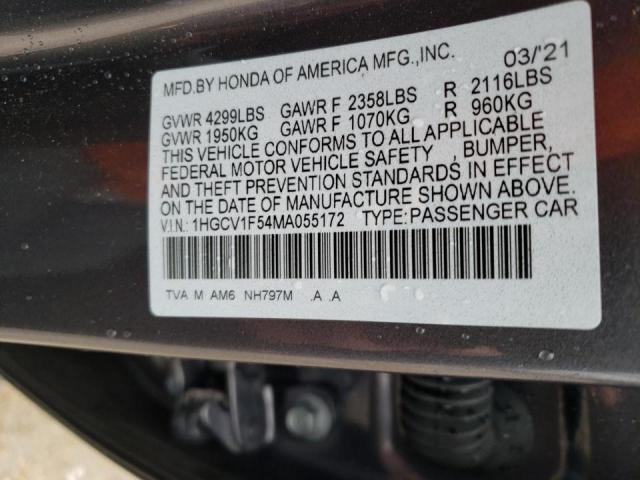 MFD.BY HONDA OF AMERICA MFG.,INC. 03/'21
GVWR 4299LBS GAWR F 2358LBS R 2116LBS
GVWR 1950KG GAWR F 1070KG R 960KG
THIS VEHICLE CONFORMS TO ALL APPLICABLE
FEDERAL MOTOR VEHICLE SAFETY , BUMPER,
AND THEFT PREVENTION STANDARDS IN EFFECT
ON THE DATE OF MANUFACTURE SHOWN ABOVE.
V.I.N.: 1HGCV1F54MA055172 TYPE:PASSENGER CAR
TVA M AM6 NH797M .A .A